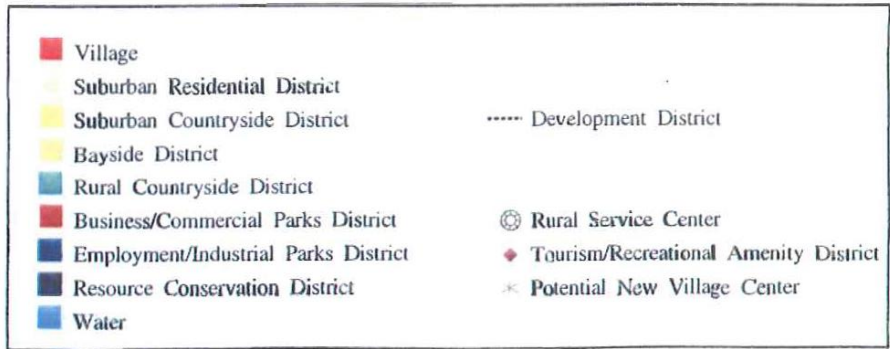 Village
Suburban Residential District
Suburban Countryside District
Bayside District
Rural Countryside District
Business/Commercial Parks District
Employment/Industrial Parks District
Resource Conservation District
Water
Development District
Rural Service Center
Tourism/Recreational Amenity District
Potential New Village Center